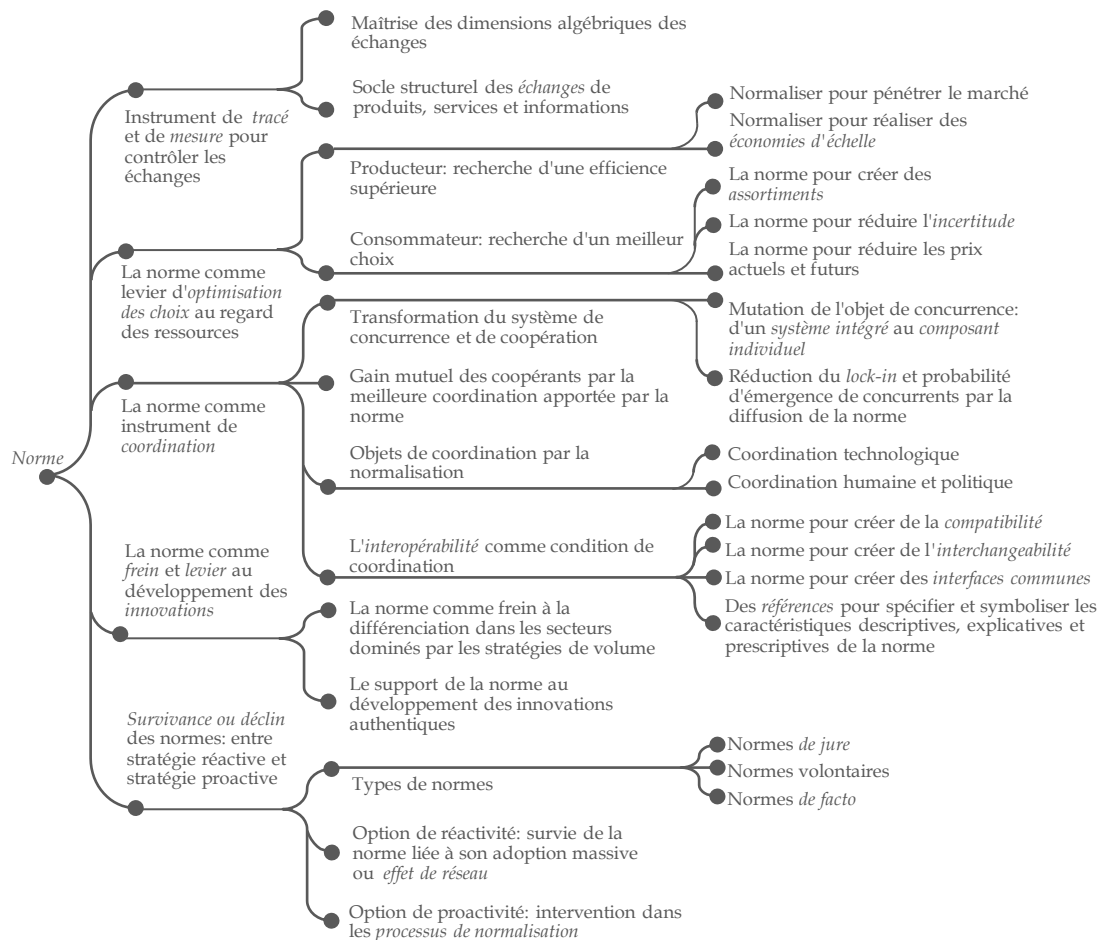 Norme
Instrument de tracé
et de mesure pour
contrôler les
échanges
Maîtrise des dimensions algébriques des
échanges
Socle structurel des échanges de
produits, services et informations
La norme comme
levier d'optimisation
des choix au regard
des ressources
Producteur: recherche d'une efficience
supérieure
Normaliser pour pénétrer le marché
Normaliser pour réaliser des
économies d'échelle
Consommateur: recherche d'un meilleur
choix
La norme pour créer des
assortiments
La norme pour réduire l'incertitude
La norme pour réduire les prix
actuels et futurs
La norme comme
instrument de
coordination
Transformation du système de
concurrence et de coopération
Mutation de l'objet de concurrence:
d'un système intégré au composant
individuel
Réduction du lock-in et probabilité
d'émergence de concurrents par la
diffusion de la norme
Gain mutuel des coopérants par la
meilleure coordination apportée par la
norme
Objets de coordination par la
normalisation
Coordination technologique
Coordination humaine et politique
L'interopérabilité comme condition de
coordination
La norme pour créer de la compatibilité
La norme pour créer de l'interchangeabilité
La norme pour créer des interfaces communes
Des références pour spécifier et symboliser les
caractéristiques descriptives, explicatives et
prescriptives de la norme
La norme comme
frein et levier au
développement des
innovations
La norme comme frein à la
différenciation dans les secteurs
dominés par les stratégies de volume
Le support de la norme au
développement des innovations
authentiques
Survivance ou déclin
des normes: entre
stratégie réactive et
stratégie proactive
Types de normes
Normes de jure
Normes volontaires
Normes de facto
Option de réactivité: survie de la
norme liée à son adoption massive
ou effet de réseau
Option de proactivité: intervention dans
les processus de normalisation